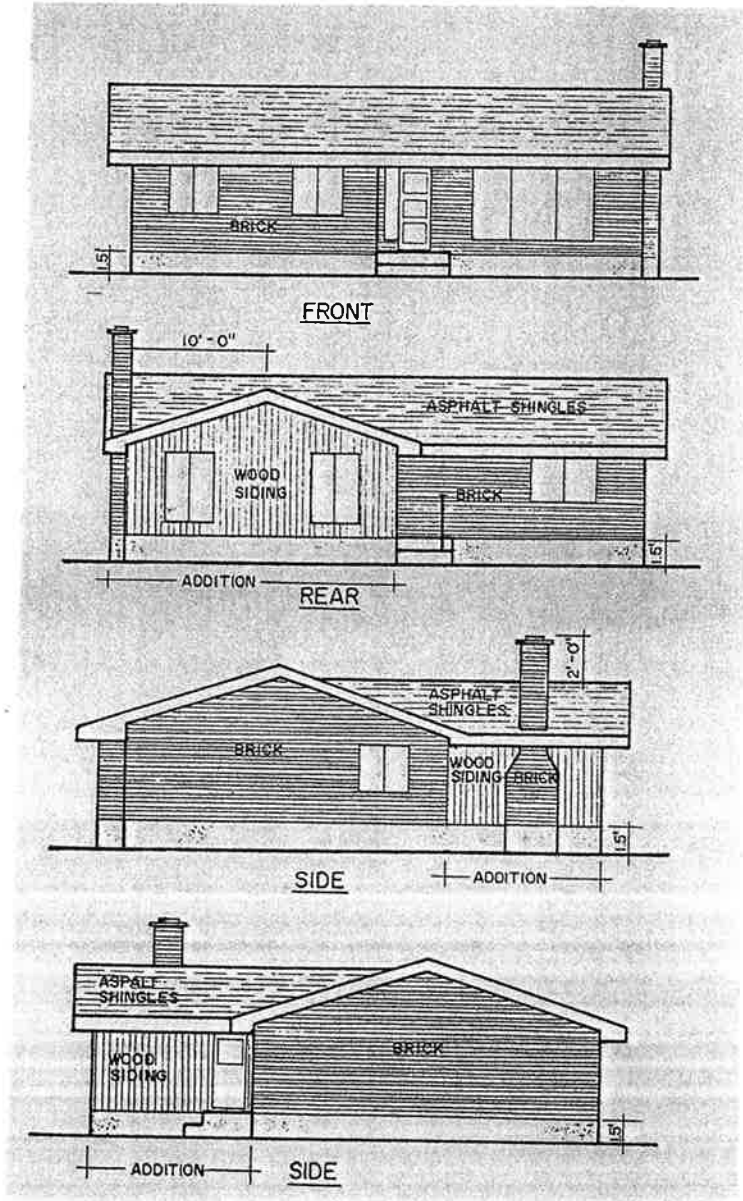 BRICK
1.5'
FRONT
10'-0"
ASPHALT SHINGLES
WOOD
SIDING
BRICK
1.5'
ADDITION
REAR
2'-0"
ASPHALT
SHINGLES
BRICK
WOOD
SIDING
BRICK
1.5'
SIDE
ADDITION
ASPALT
SHINGLES
WOOD
SIDING
BRICK
1.5'
ADDITION
SIDE